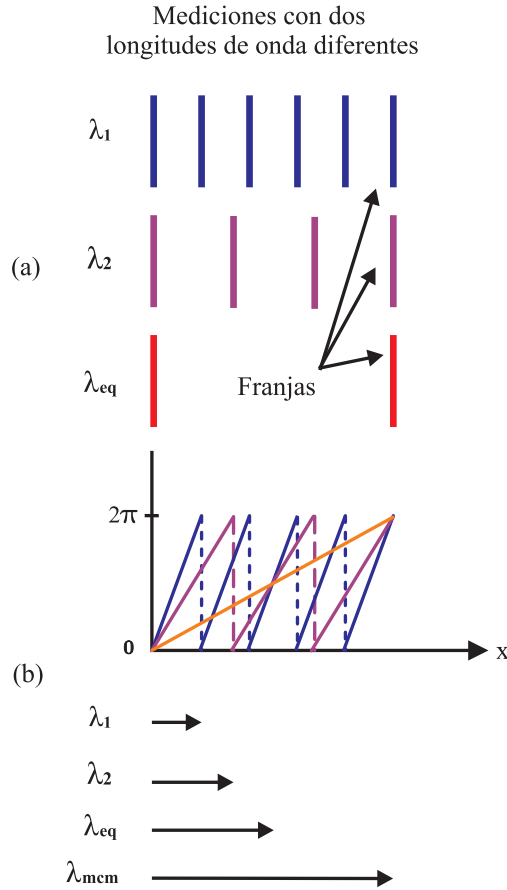 Mediciones con dos
longitudes de onda diferentes
λ1
(a)
λ2
λeq
Franjas
2π
0
x
(b)
λ1
λ2
λeq
λmcm